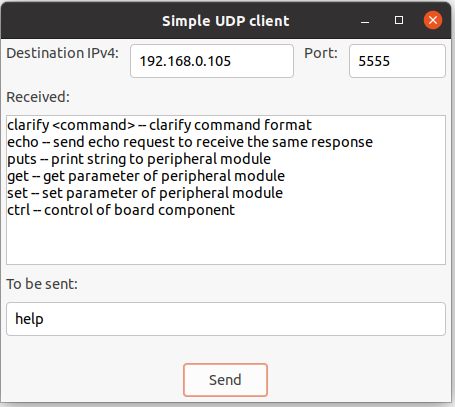 Simple UDP client
Destination IPv4: 192.168.0.105 Port: 5555
Received:
clarify <command> -- clarify command format
echo -- send echo request to receive the same response
puts -- print string to peripheral module
get -- get parameter of peripheral module
set -- set parameter of peripheral module
ctrl -- control of board component
To be sent:
help
Send